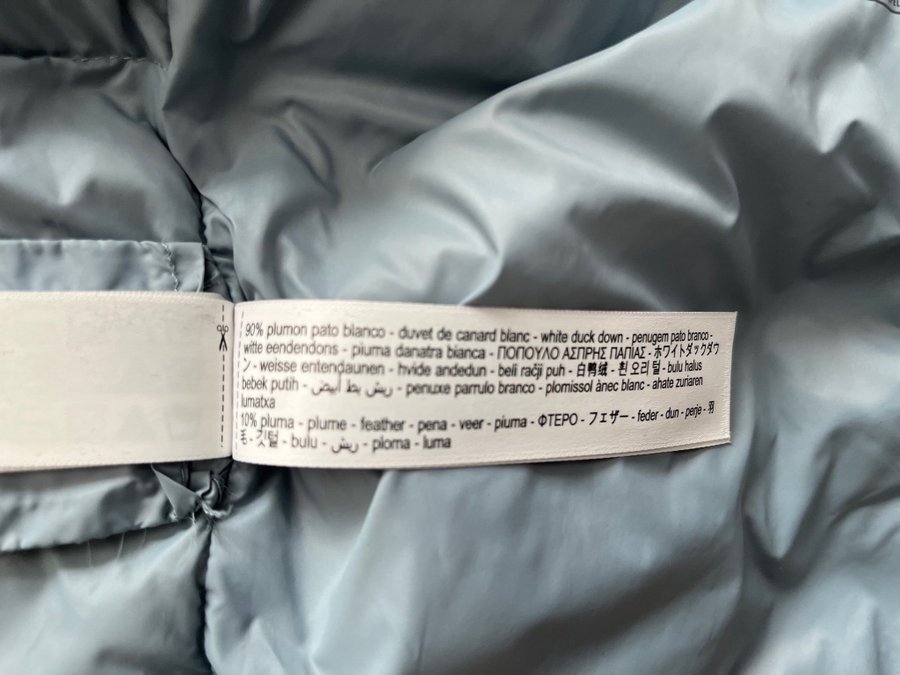 90% plumon pato blanco - duvet de canard blanc - white duck down - penugem pato branco -
witte eendendons - piuma danatra bianca - ΠΟΠΟΥΛΟ ΑΣΠΡΗΣ ΠΑΠΙΑΣ - ホワイトダックダウ
ン - weisse entendaunen - hvide andedun - beli račji puh - 白鸭绒 - 흰 오리 털 - bulu halus
bebek putih - ريش بط أبيض - penuxe parrulo branco - plomissol ànec blanc - ahate zuriaren
lumatxa
10% pluma - plume - feather - pena - veer - piuma - ΦΤΕΡΟ - フェザー - feder - dun - perje - 羽
毛 - 깃털 - bulu - ريش - ploma - luma